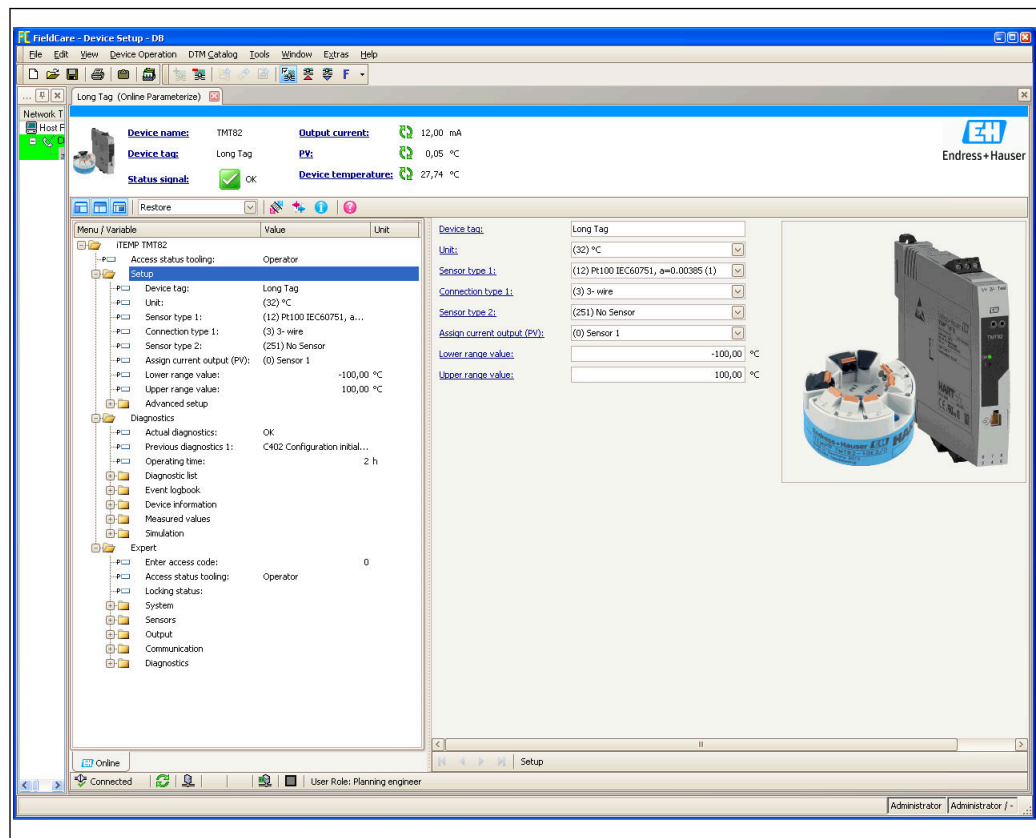 FieldCare - Device Setup - DB
File Edit View Device Operation DTM Catalog Tools Window Extras Help
F
...
Long Tag (Online Parameterize)
Network T
Host F
D
Device name: TMT82 Output current: 12,00 mA
Device tag: Long Tag PV: 0,05 °C
Status signal: OK Device temperature: 27,74 °C
EH
Endress+Hauser
Restore
Menu / Variable Value Unit
iTEMP TMT82
Access status tooling: Operator
Setup
Device tag: Long Tag
Unit: (32) °C
Sensor type 1: (12) Pt100 IEC60751, a...
Connection type 1: (3) 3- wire
Sensor type 2: (251) No Sensor
Assign current output (PV): (0) Sensor 1
Lower range value: -100,00 °C
Upper range value: 100,00 °C
Advanced setup
Diagnostics
Actual diagnostics: OK
Previous diagnostics 1: C402 Configuration initial...
Operating time: 2 h
Diagnostic list
Event logbook
Device information
Measured values
Simulation
Expert
Enter access code: 0
Access status tooling: Operator
Locking status:
System
Sensors
Output
Communication
Diagnostics
Device tag: Long Tag
Unit: (32) °C
Sensor type 1: (12) Pt100 IEC60751, a=0.00385 (1)
Connection type 1: (3) 3- wire
Sensor type 2: (251) No Sensor
Assign current output (PV): (0) Sensor 1
Lower range value: -100,00 °C
Upper range value: 100,00 °C
TMT82
HART
Endress+Hauser EH
HART
Online
Setup
Connected User Role: Planning engineer
Administrator Administrator / -